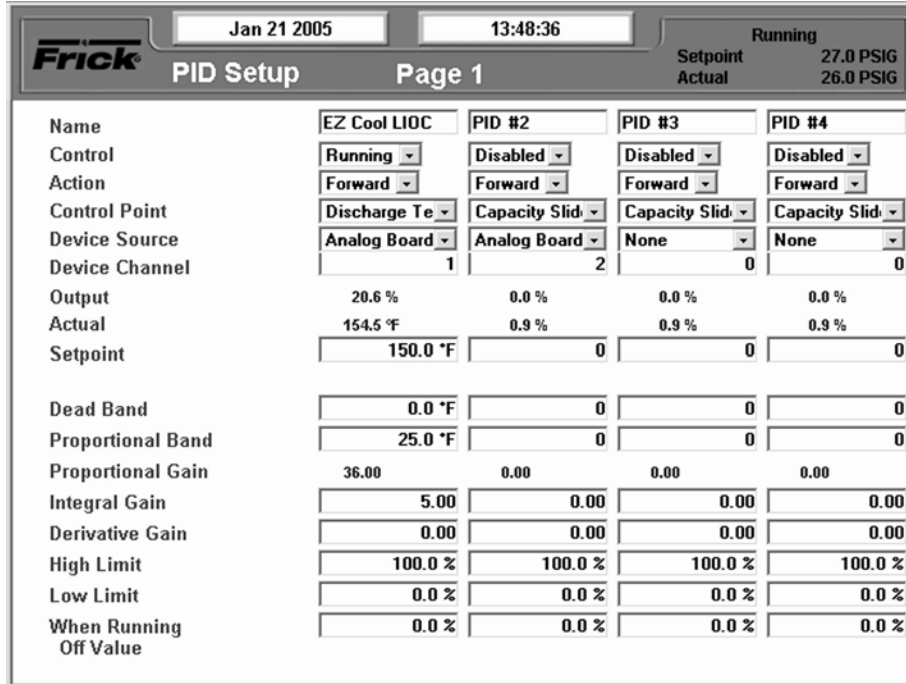 Jan 21 2005 13:48:36
Running
Frick®
Setpoint 27.0 PSIG
PID Setup Page 1
Actual 26.0 PSIG
Name EZ Cool LIOC PID #2 PID #3 PID #4
Control Running Disabled Disabled Disabled
Action Forward Forward Forward Forward
Control Point Discharge Te Capacity Slid Capacity Slid Capacity Slid
Device Source Analog Board Analog Board None None
Device Channel 1 2 0 0
Output 20.6 % 0.0 % 0.0 % 0.0 %
Actual 154.5 °F 0.9 % 0.9 % 0.9 %
Setpoint 150.0 °F 0 0 0
Dead Band 0.0 °F 0 0 0
Proportional Band 25.0 °F 0 0 0
Proportional Gain 36.00 0.00 0.00 0.00
Integral Gain 5.00 0.00 0.00 0.00
Derivative Gain 0.00 0.00 0.00 0.00
High Limit 100.0 % 100.0 % 100.0 % 100.0 %
Low Limit 0.0 % 0.0 % 0.0 % 0.0 %
When Running 0.0 % 0.0 % 0.0 % 0.0 %
Off Value